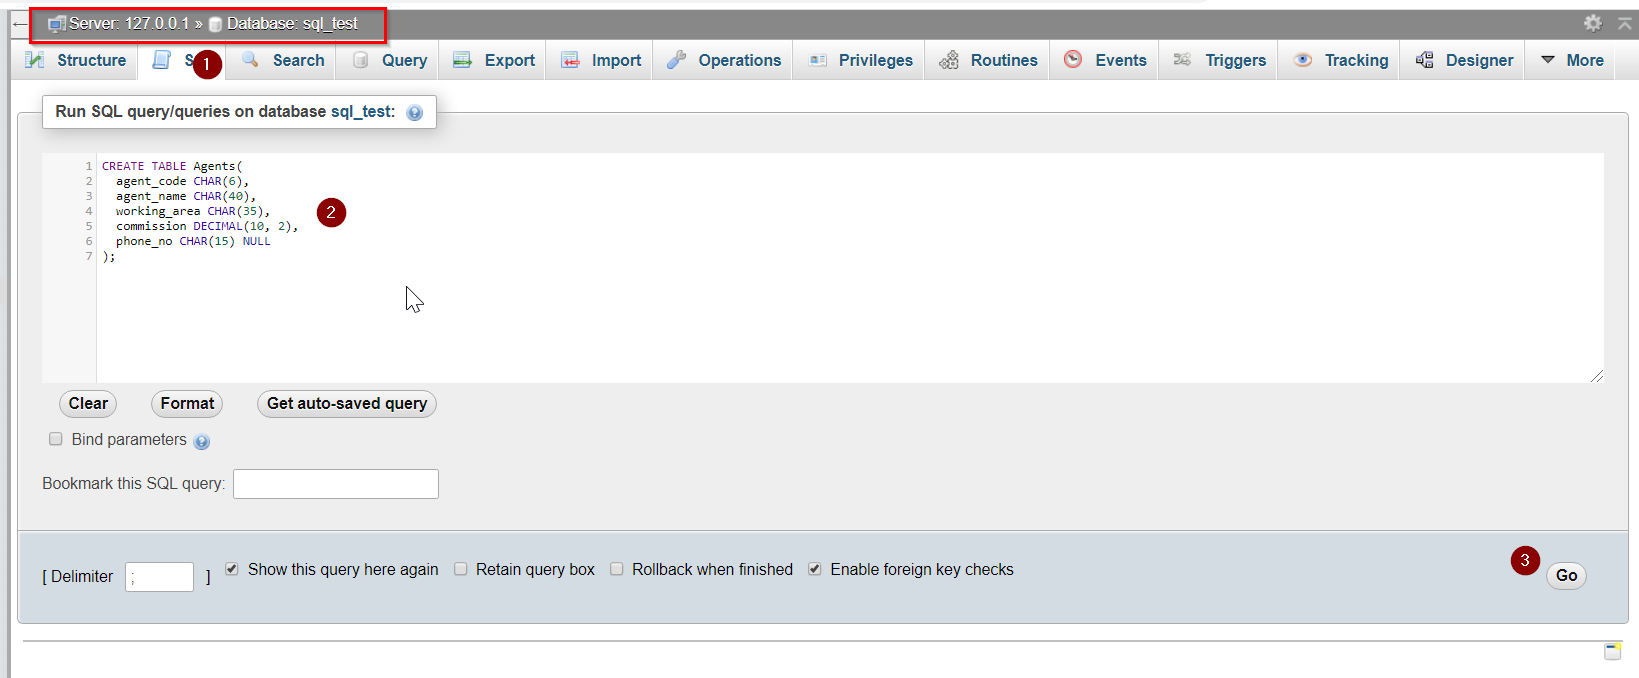 ← Server: 127.0.0.1 » Database: sql_test
Structure S 1 Search Query Export Import Operations Privileges Routines Events Triggers Tracking Designer More
Run SQL query/queries on database sql_test:
1 CREATE TABLE Agents(
2 agent_code CHAR(6),
3 agent_name CHAR(40),
4 working_area CHAR(35),
2
5 commission DECIMAL(10, 2),
6 phone_no CHAR(15) NULL
7 );
Clear Format Get auto-saved query
Bind parameters
Bookmark this SQL query:
[ Delimiter ; ] Show this query here again Retain query box Rollback when finished Enable foreign key checks
3 Go